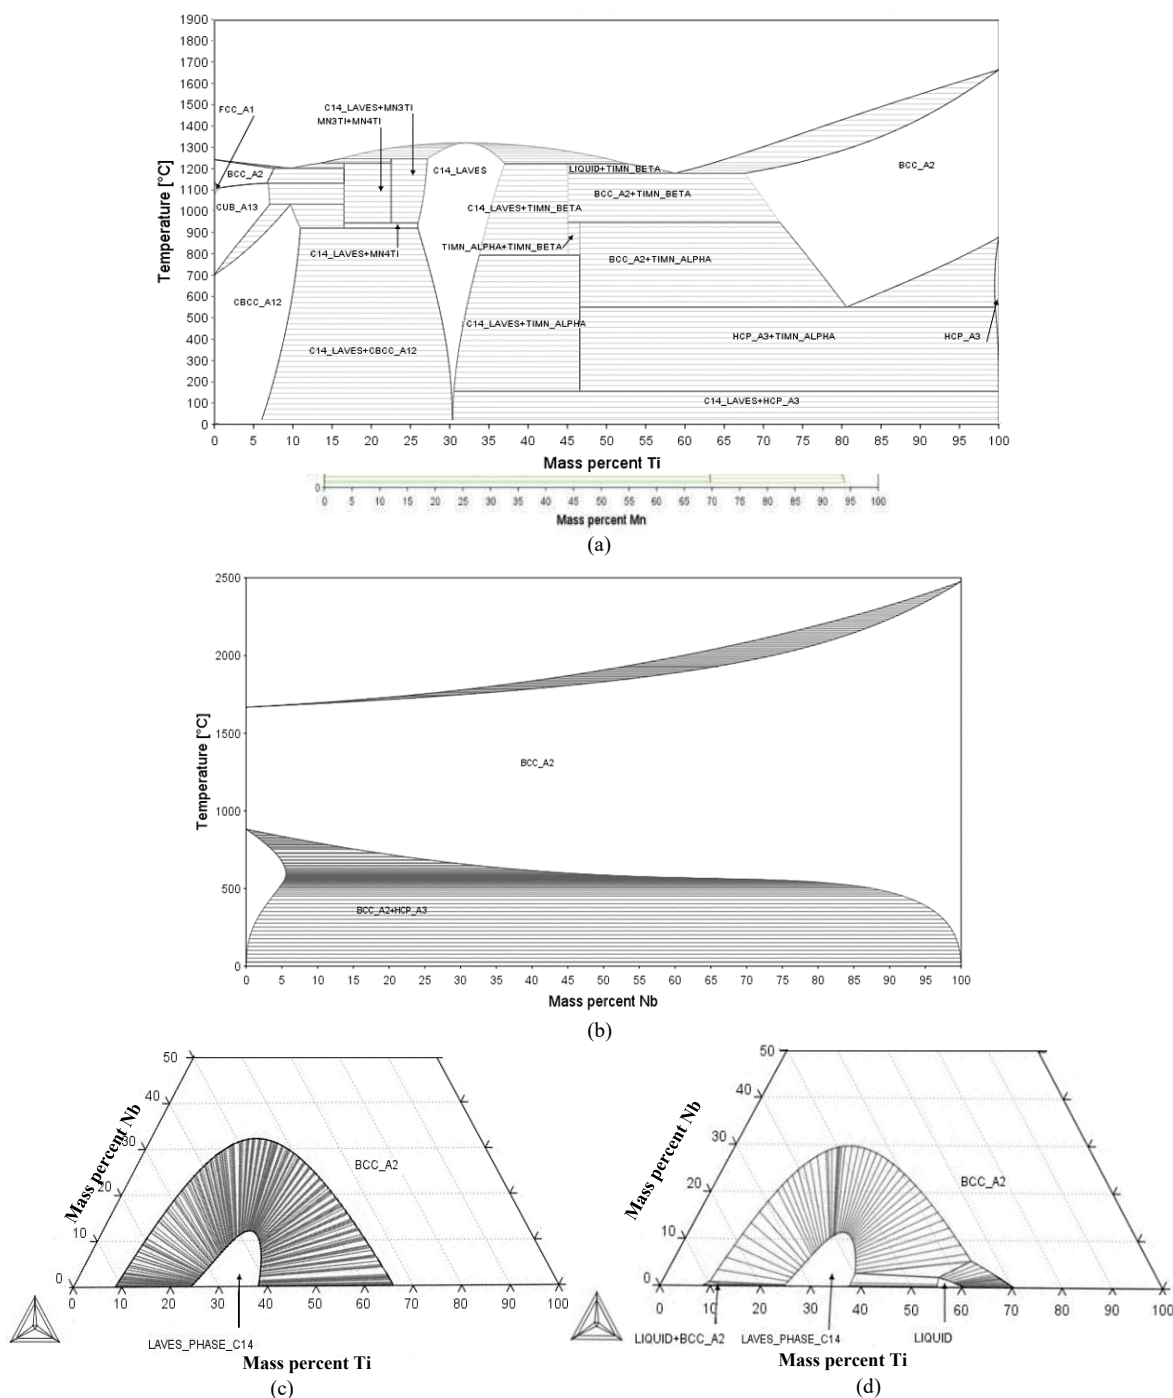 1900
1800
1700
1600
1500
1400
1300
1200
1100
1000
900
800
700
600
500
400
300
200
100
0
Temperature [°C]
FCC_A1
C14_LAVES+MN3TI
MN3TI+MN4TI
BCC_A2
C14_LAVES
LIQUID+TIMN_BETA
BCC_A2
BCC_A2+TIMN_BETA
CUB_A13
C14_LAVES+TIMN_BETA
C14_LAVES+MN4TI
TIMN_ALPHA+TIMN_BETA
BCC_A2+TIMN_ALPHA
CBCC_A12
C14_LAVES+TIMN_ALPHA
HCP_A3+TIMN_ALPHA
HCP_A3
C14_LAVES+CBCC_A12
C14_LAVES+HCP_A3
0 5 10 15 20 25 30 35 40 45 50 55 60 65 70 75 80 85 90 95 100
Mass percent Ti
0
0 5 10 15 20 25 30 35 40 45 50 55 60 65 70 75 80 85 90 95 100
Mass percent Mn
(a)
2500
2000
1500
1000
500
0
Temperature [°C]
BCC_A2
BCC_A2+HCP_A3
0 5 10 15 20 25 30 35 40 45 50 55 60 65 70 75 80 85 90 95 100
Mass percent Nb
(b)
50
40
30
20
10
0
Mass percent Nb
BCC_A2
0 10 20 30 40 50 60 70 80 90 100
LAVES_PHASE_C14
Mass percent Ti
(c)
50
40
30
20
10
0
Mass percent Nb
BCC_A2
0 10 20 30 40 50 60 70 80 90 100
LIQUID+BCC_A2 LAVES_PHASE_C14 LIQUID
Mass percent Ti
(d)